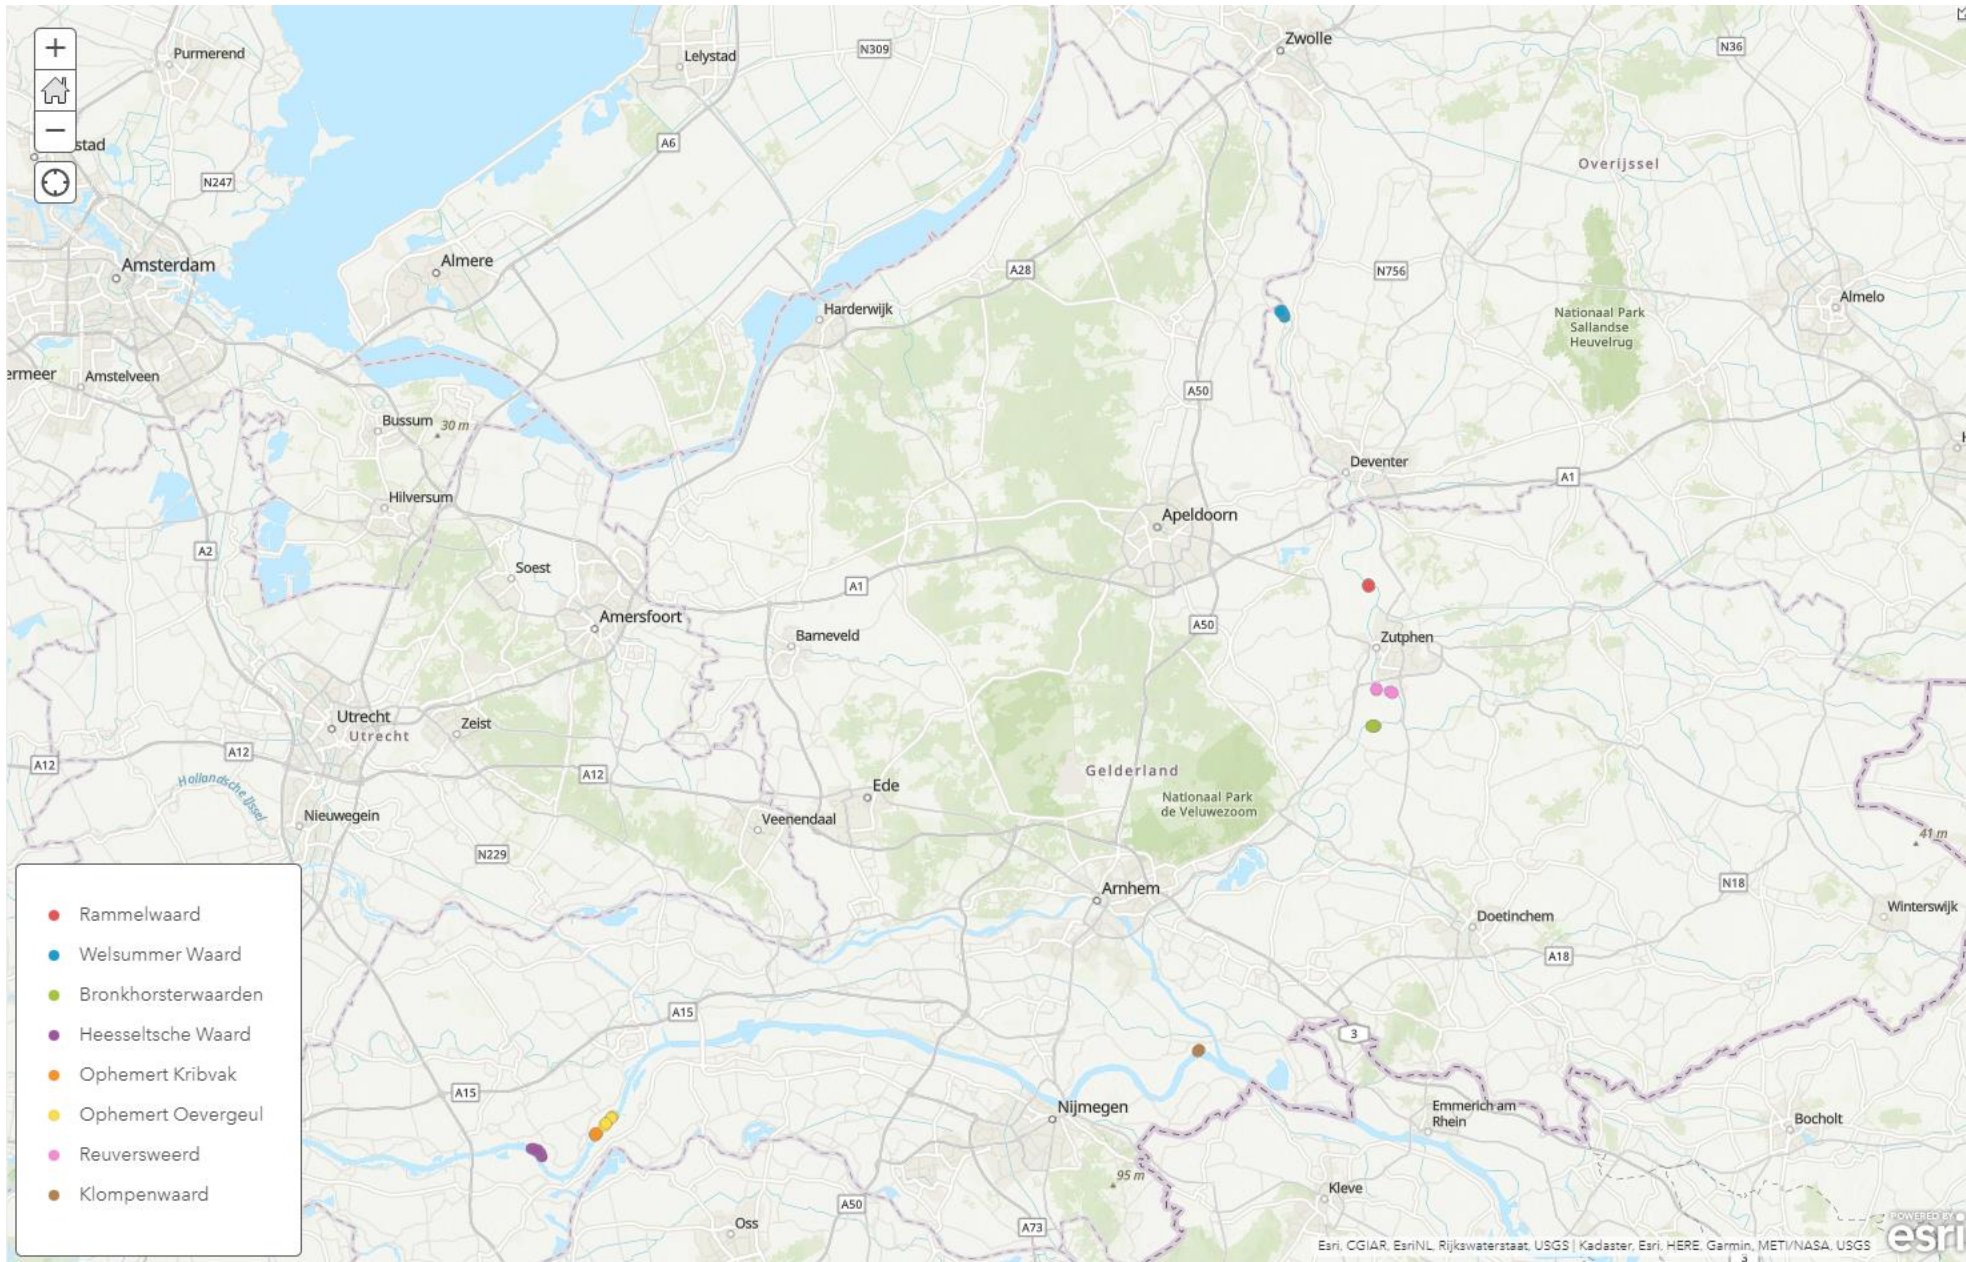 Zwolle
Purmerend
Lelystad
N309
N36
+
−
stad
A6
Overijssel
N247
Amsterdam
Almere
A28
N756
Harderwijk
Almelo
Nationaal Park
Sallandse
Heuvelrug
ermeer
Amstelveen
A50
Bussum
30 m
Deventer
A1
Hilversum
Apeldoorn
A2
Soest
A1
Amersfoort
A50
Barneveld
Zutphen
Utrecht
Utrecht
Zeist
A12
A12
A12
Gelderland
Hollandsche IJssel
Ede
Nationaal Park
de Veluwezoom
Nieuwegein
Veenendaal
41 m
N229
N18
Arnhem
Winterswijk
Doetinchem
A18
A15
3
A15
Nijmegen
Emmerich am
Rhein
Bocholt
95 m
Kleve
A50
Oss
A73
Rammelwaard
Welsummer Waard
Bronkhorsterwaarden
Heesseltsche Waard
Ophemert Kribvak
Ophemert Oevergeul
Reuversweerd
Klompenwaard
POWERED BY
esri
Esri, CGIAR, EsriNL, Rijkswaterstaat, USGS | Kadaster, Esri, HERE, Garmin, METI/NASA, USGS
3